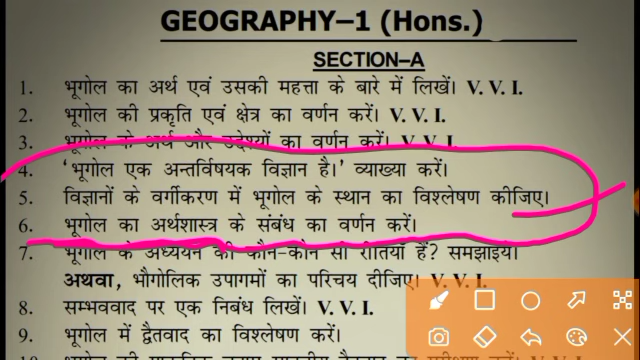 GEOGRAPHY–1 (Hons.)
SECTION–A
1. भूगोल का अर्थ एवं उसकी महत्ता के बारे में लिखें। V. V. I.
2. भूगोल की प्रकृति एवं क्षेत्र का वर्णन करें। V. V. I.
3. भूगोल के अर्थ और उद्देश्यों का वर्णन करें। V. V. I.
4. ‘भूगोल एक अन्तर्विषयक विज्ञान है।’ व्याख्या करें।
5. विज्ञानों के वर्गीकरण में भूगोल के स्थान का विश्लेषण कीजिए।
6. भूगोल का अर्थशास्त्र के संबंध का वर्णन करें।
7. भूगोल के अध्ययन की कौन-कौन सी रीतियाँ हैं? समझाइये।
अथवा, भौगोलिक उपागमों का परिचय दीजिए। V. V. I.
8. सम्भववाद पर एक निबंध लिखें। V. V. I.
9. भूगोल में द्वैतवाद का विश्लेषण करें।